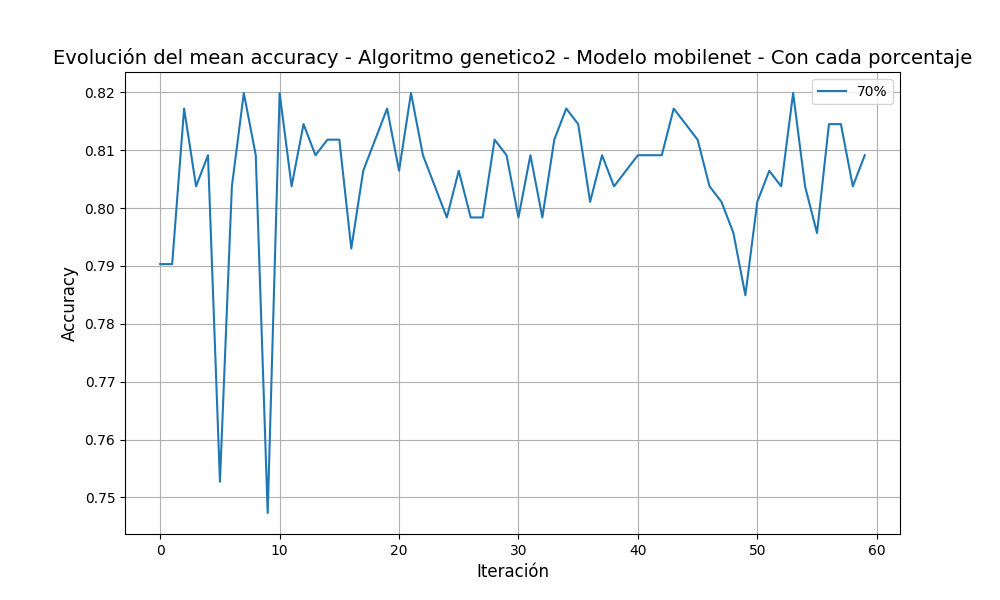 Evolución del mean accuracy - Algoritmo genetico2 - Modelo mobilenet - Con cada porcentaje
70%
0.82
0.81
0.80
0.79
0.78
0.77
0.76
0.75
Accuracy
0 10 20 30 40 50 60
Iteración